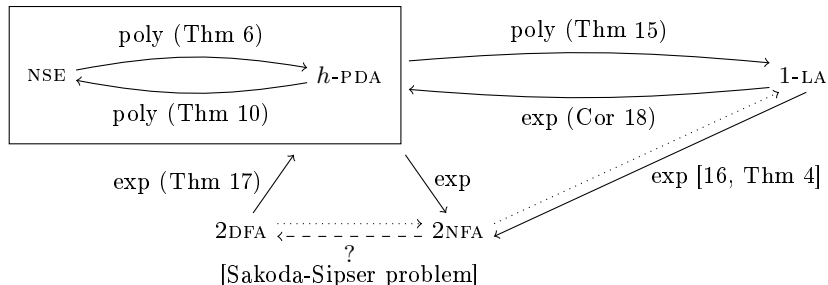 poly (Thm 6)
poly (Thm 15)
NSE
h-PDA
1-LA
poly (Thm 10)
exp (Cor 18)
exp (Thm 17)
exp
exp [16, Thm 4]
2DFA
2NFA
?
[Sakoda-Sipser problem]